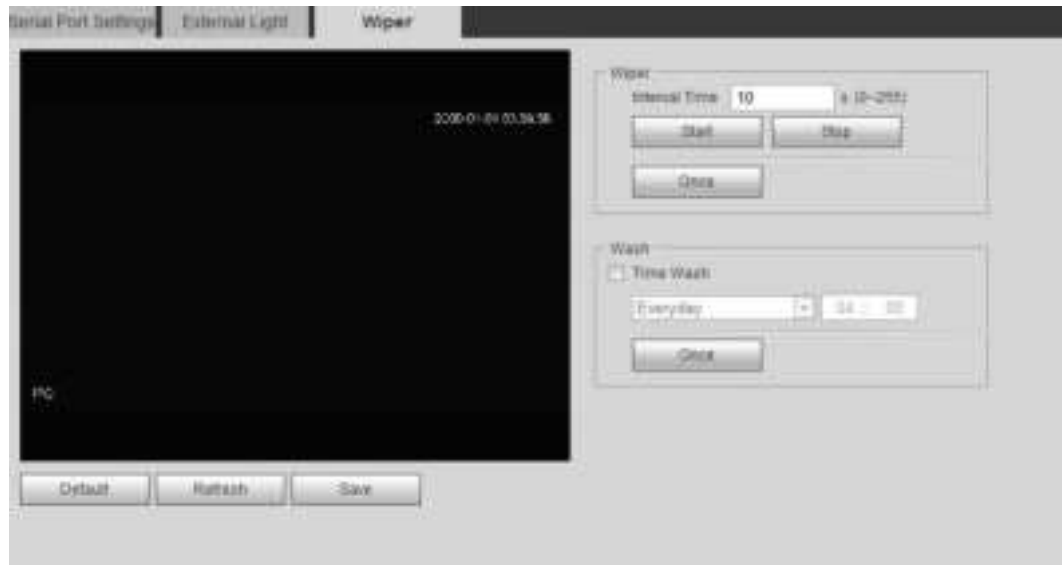 Serial Port Settings External Light Wiper
Wiper
Interval Time 10 s (0~255)
Start Stop
Once
Wash
Time Wash
Everyday
Once
IPC
Default Refresh Save